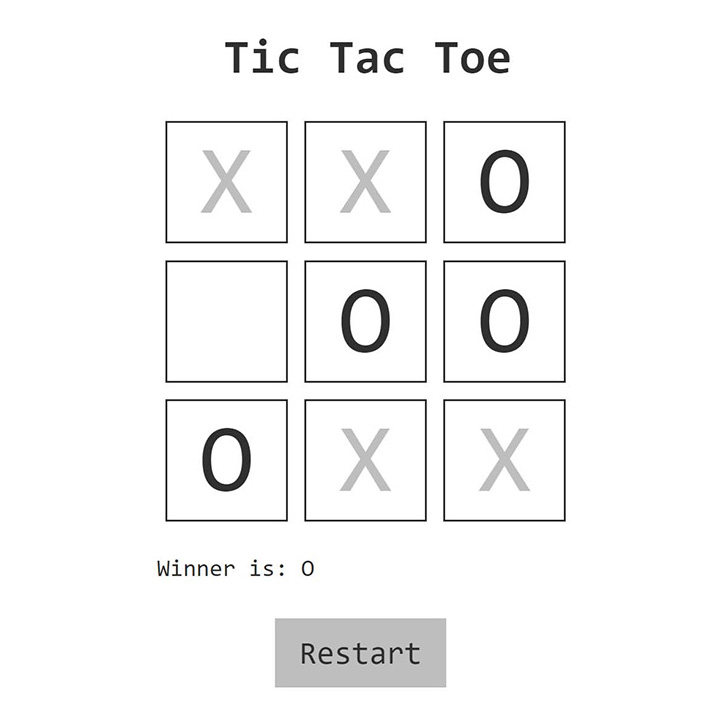 Tic Tac Toe
X X O
O O
O X X
Winner is: O
Restart